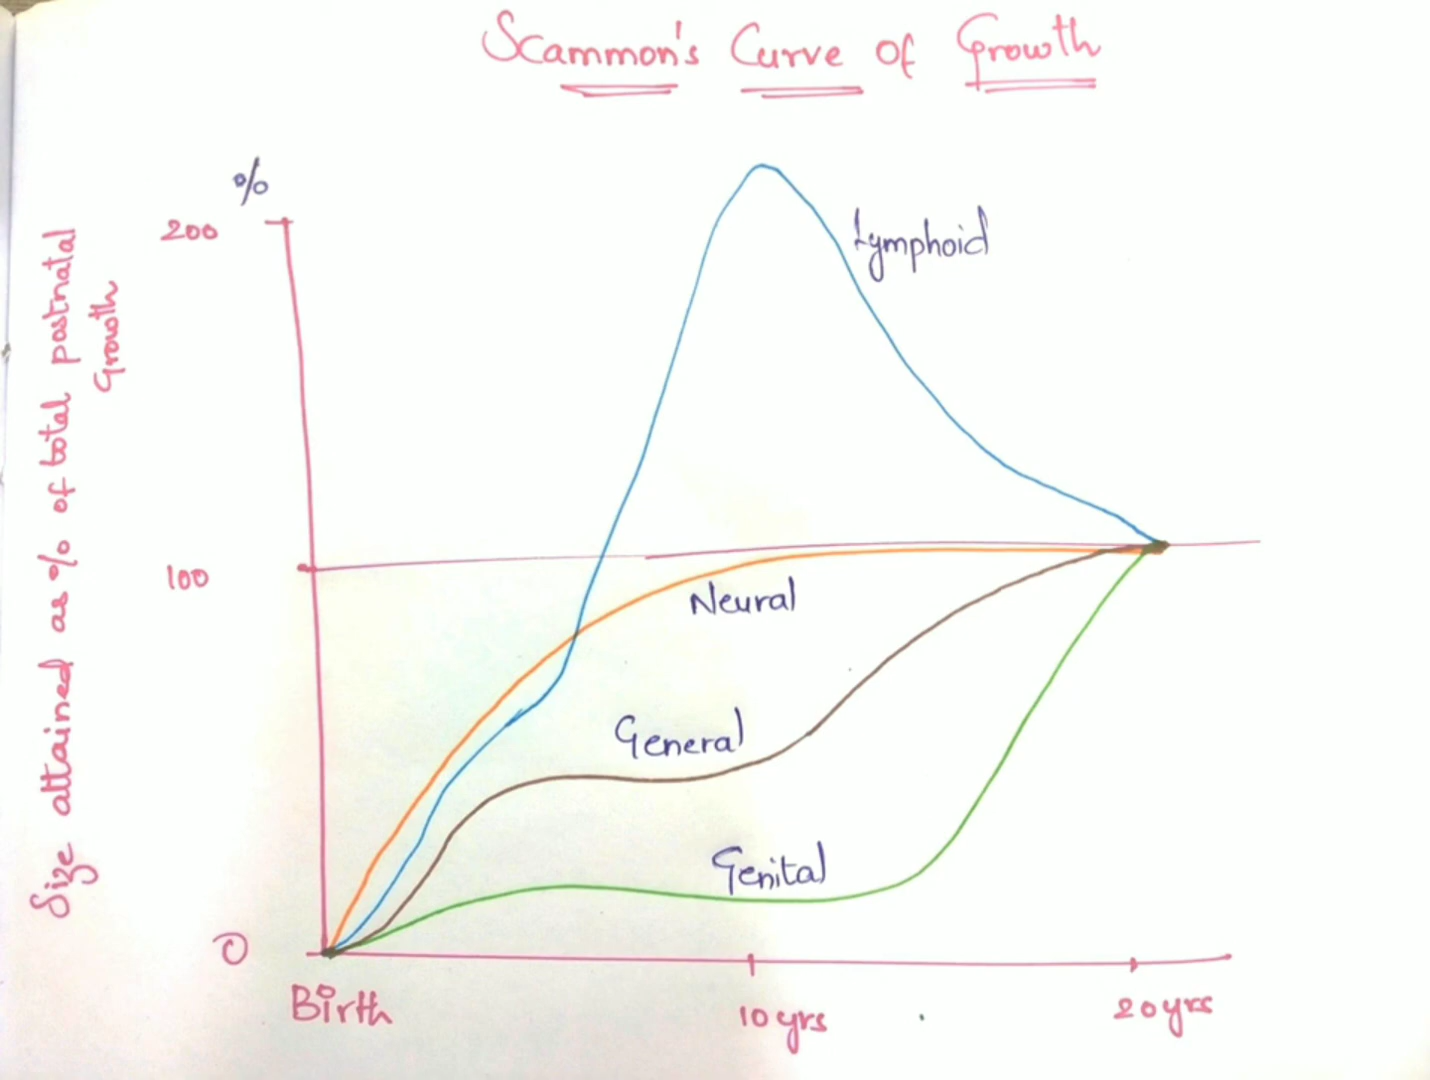 Scammon's Curve of Growth
%
200
Lymphoid
Size attained as % of total postnatal
Growth
100
Neural
General
Genital
0
Birth
10 yrs
20 yrs